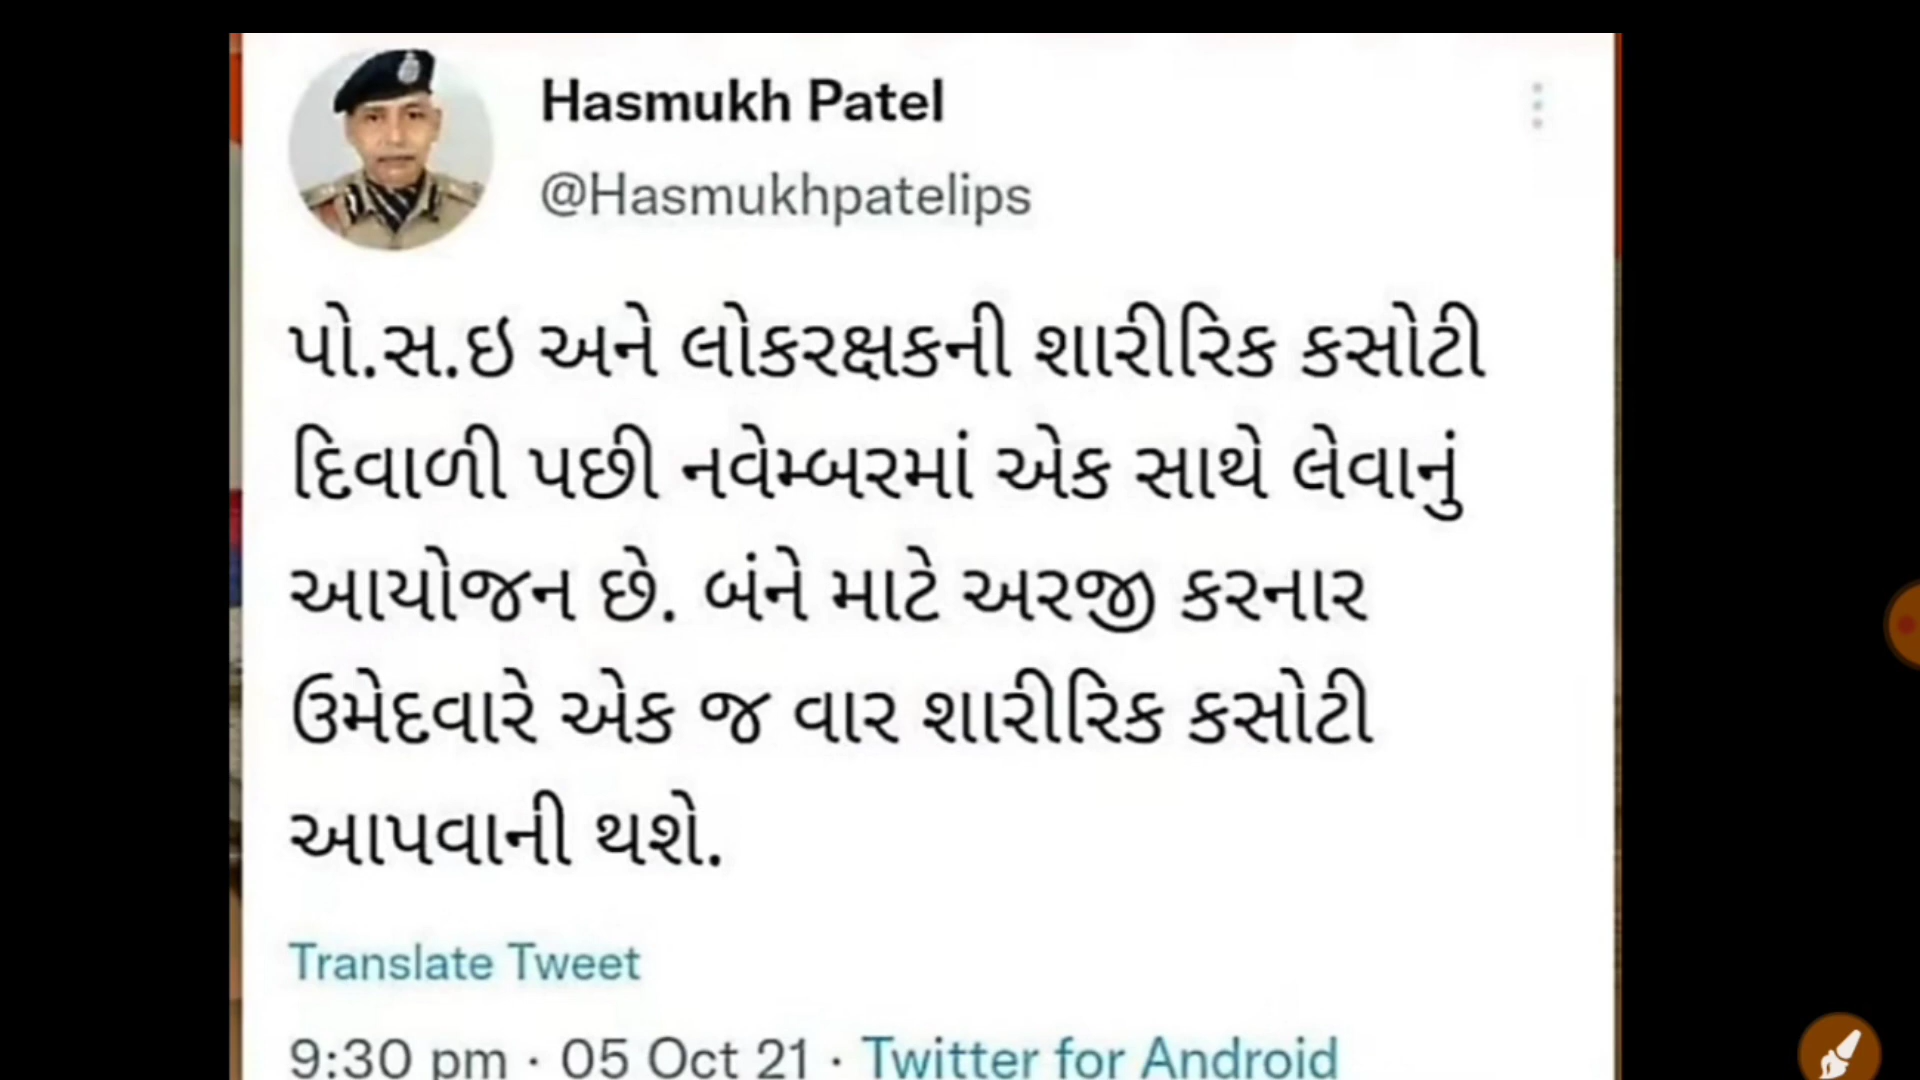 Hasmukh Patel
@Hasmukhpatelips
પો.સ.ઇ અને લોકરક્ષકની શારીરિક કસોટી
દિવાળી પછી નવેમ્બરમાં એક સાથે લેવાનું
આયોજન છે. બંને માટે અરજી કરનાર
ઉમેદવારે એક જ વાર શારીરિક કસોટી
આપવાની થશે.
Translate Tweet
9:30 pm · 05 Oct 21 · Twitter for Android